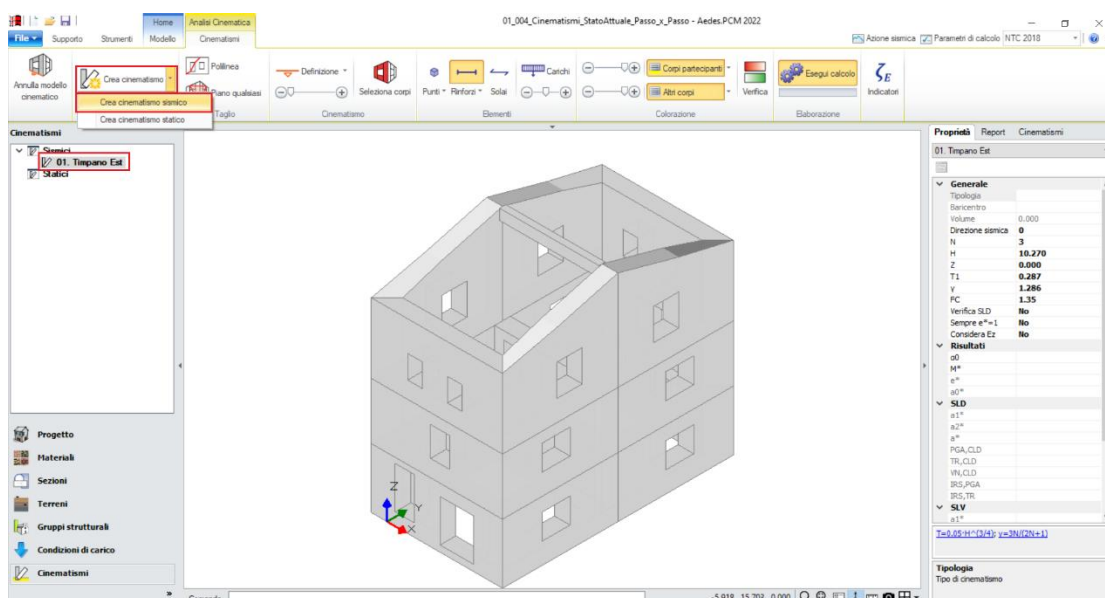 01_004_Cinematismi_StatoAttuale_Passo_x_Passo - Aedes.PCM 2022
Home
Analisi Cinematica
File
Supporto
Strumenti
Modello
Cinematismi
Azione sismica
Parametri di calcolo
NTC 2018
Annulla modello cinematico
Crea cinematismo
Crea cinematismo sismico
Crea cinematismo statico
Polilinea
Piano qualsiasi
Taglio
Definizione
Seleziona corpi
Cinematismo
Punti
Rinforzi
Solai
Carichi
Elementi
Corpi partecipanti
Altri corpi
Verifica
Colorazione
Esegui calcolo
Elaborazione
ζE
Indicatori
Cinematismi
Sismici
01. Timpano Est
Statici
Progetto
Materiali
Sezioni
Terreni
Gruppi strutturali
Condizioni di carico
Cinematismi
»
Z
Y
X
Comando
-5.918 15.703 0.000
Proprietà
Report
Cinematismi
01. Timpano Est
Generale
Tipologia
Baricentro
Volume 0.000
Direzione sismica 0
N 3
H 10.270
Z 0.000
T1 0.287
γ 1.286
FC 1.35
Verifica SLD No
Sempre e*=1 No
Considera Ez No
Risultati
α0
M*
e*
a0*
SLD
a1*
a2*
a*
PGA,CLD
TR,CLD
VN,CLD
IRS,PGA
IRS,TR
SLV
a1*
T=0.05·H^(3/4); γ=3N/(2N+1)
Tipologia
Tipo di cinematismo